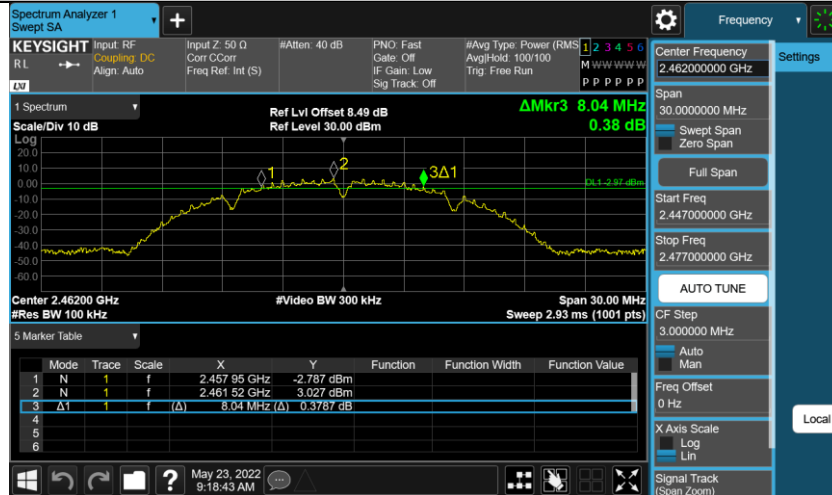 Spectrum Analyzer 1
Swept SA
+
Frequency
KEYSIGHT Input: RF Input Z: 50 Ω #Atten: 40 dB PNO: Fast #Avg Type: Power (RMS 1 2 3 4 5 6
RL Coupling: DC Corr CCorr Gate: Off Avg|Hold: 100/100 M W W W W W
Align: Auto Freq Ref: Int (S) IF Gain: Low Trig: Free Run
LXI Sig Track: Off P P P P P P
1 Spectrum
Ref Lvl Offset 8.49 dB ΔMkr3 8.04 MHz
Scale/Div 10 dB Ref Level 30.00 dBm 0.38 dB
Log
20.0
10.0
0.00
-10.0
-20.0
-30.0
-40.0
-50.0
-60.0
1
2
3Δ1
DL1 -2.97 dBm
Center 2.46200 GHz #Video BW 300 kHz Span 30.00 MHz
#Res BW 100 kHz Sweep 2.93 ms (1001 pts)
5 Marker Table
Mode Trace Scale X Y Function Function Width Function Value
1 N 1 f 2.457 95 GHz -2.787 dBm
2 N 1 f 2.461 52 GHz 3.027 dBm
3 Δ1 1 f (Δ) 8.04 MHz (Δ) 0.3787 dB
4
5
6
?
May 23, 2022
9:18:43 AM
Center Frequency
2.462000000 GHz
Span
30.0000000 MHz
Swept Span
Zero Span
Full Span
Start Freq
2.447000000 GHz
Stop Freq
2.477000000 GHz
AUTO TUNE
CF Step
3.000000 MHz
Auto
Man
Freq Offset
0 Hz
X Axis Scale
Log
Lin
Signal Track
(Span Zoom)
Settings
Local